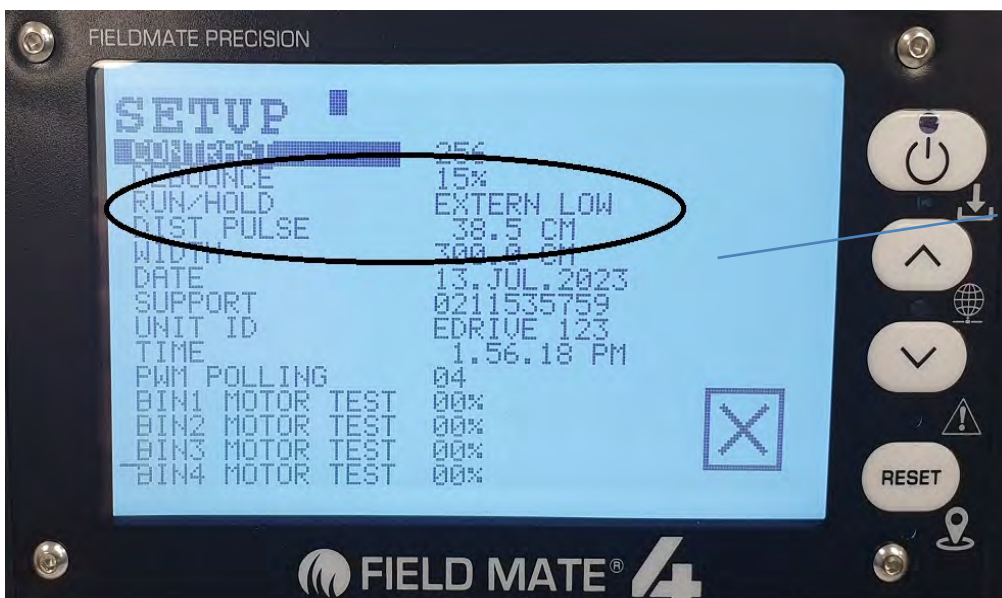 FIELDMATE PRECISION
SETUP
CONTRAST 256
DEBOUNCE 15%
RUN/HOLD EXTERN LOW
DIST PULSE 38.5 CM
WIDTH 300.0 CM
DATE 13.JUL.2023
SUPPORT 0211535759
UNIT ID EDRIVE 123
TIME 1.56.18 PM
PWM POLLING 04
BIN1 MOTOR TEST 00%
BIN2 MOTOR TEST 00%
BIN3 MOTOR TEST 00%
BIN4 MOTOR TEST 00%
RESET
FIELD MATE® 4